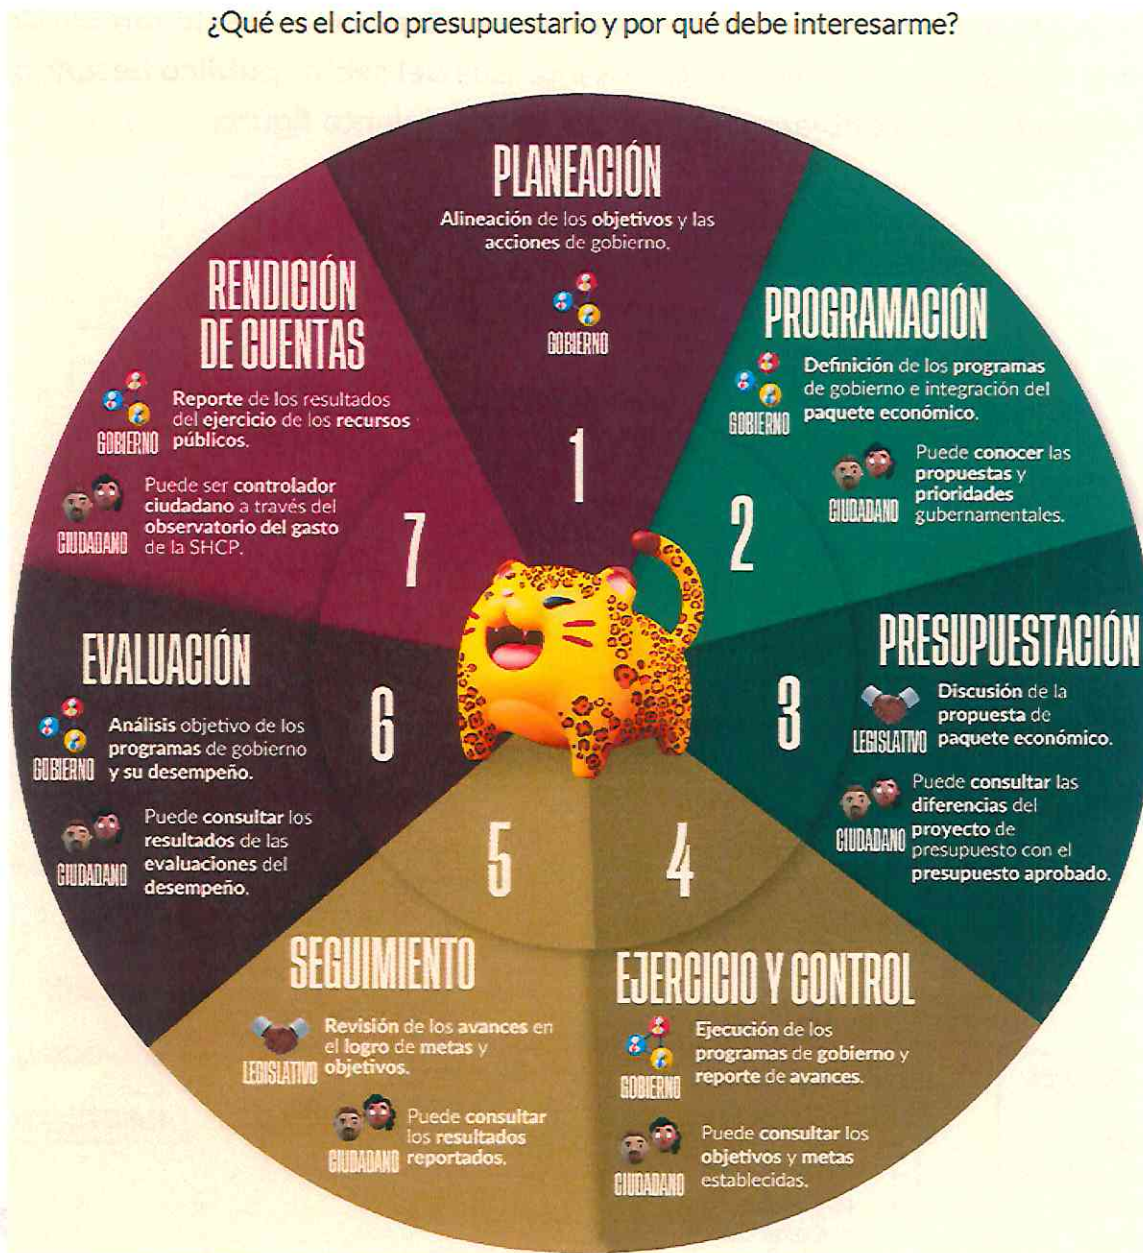 ¿Qué es el ciclo presupuestario y por qué debe interesarme?
PLANEACIÓN
Alineación de los objetivos y las
acciones de gobierno.
GOBIERNO
1
PROGRAMACIÓN
GOBIERNO
Definición de los programas
de gobierno e integración del
paquete económico.
CIUDADANO
Puede conocer las
propuestas y
prioridades
gubernamentales.
2
PRESUPUESTACIÓN
LEGISLATIVO
Discusión de la
propuesta de
paquete económico.
CIUDADANO
Puede consultar las
diferencias del
proyecto de
presupuesto con el
presupuesto aprobado.
3
4
EJERCICIO Y CONTROL
GOBIERNO
Ejecución de los
programas de gobierno y
reporte de avances.
CIUDADANO
Puede consultar los
objetivos y metas
establecidas.
5
SEGUIMIENTO
LEGISLATIVO
Revisión de los avances en
el logro de metas y
objetivos.
CIUDADANO
Puede consultar
los resultados
reportados.
EVALUACIÓN
GOBIERNO
Análisis objetivo de los
programas de gobierno
y su desempeño.
CIUDADANO
Puede consultar los
resultados de las
evaluaciones del
desempeño.
6
RENDICIÓN
DE CUENTAS
GOBIERNO
Reporte de los resultados
del ejercicio de los recursos
públicos.
CIUDADANO
Puede ser controlador
ciudadano a través del
observatorio del gasto
de la SHCP.
7